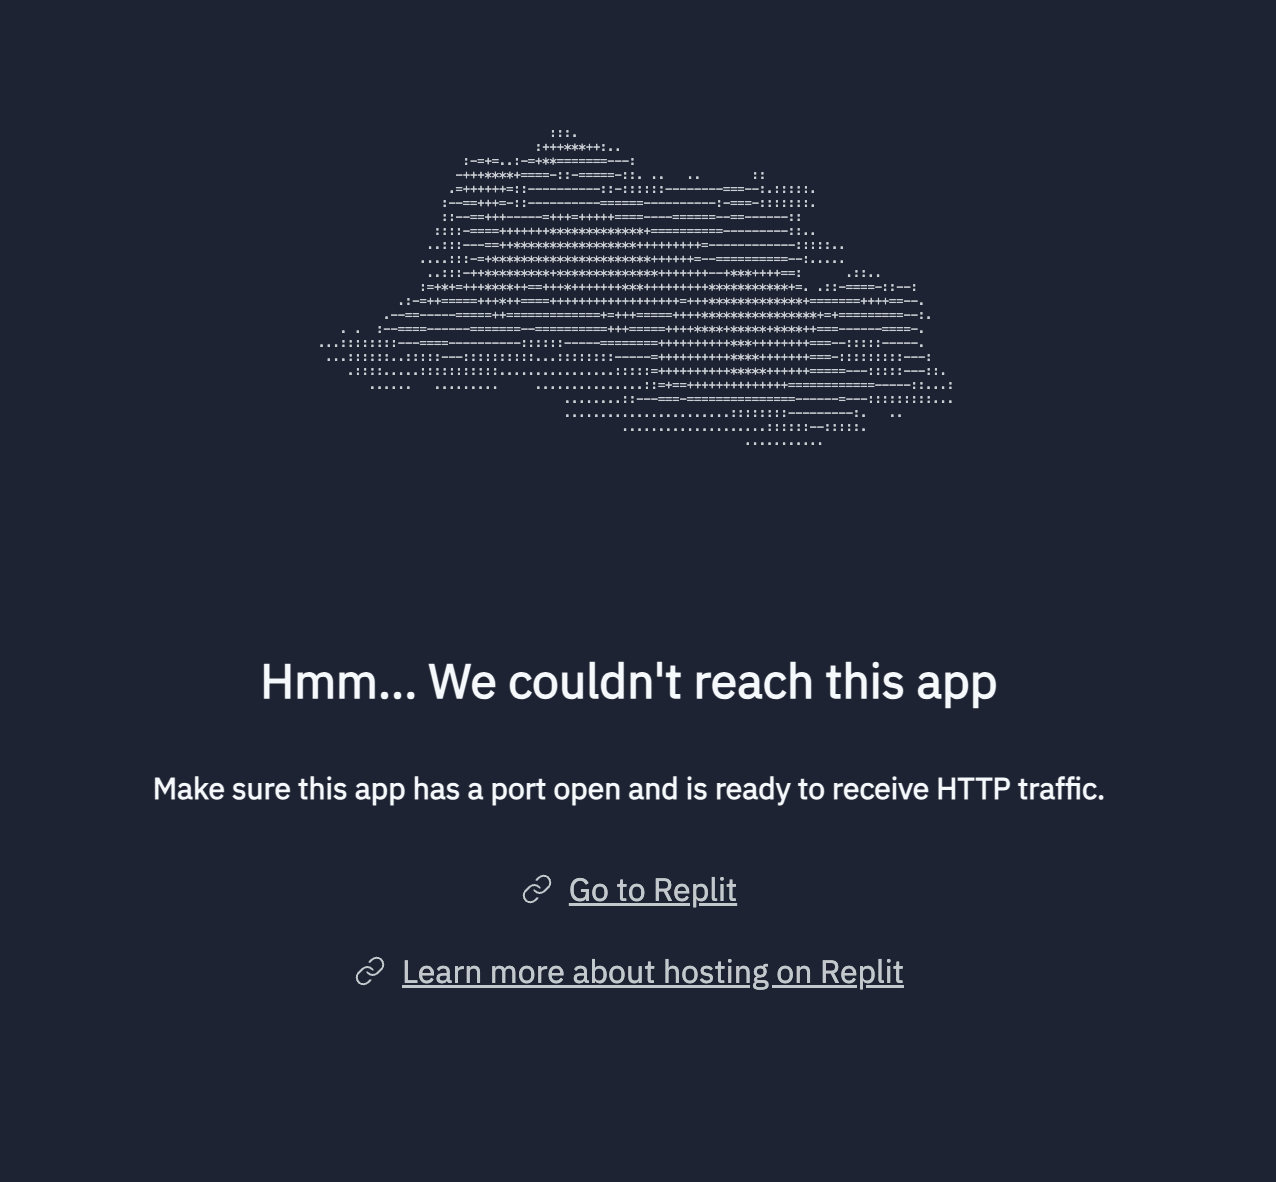 Hmm... We couldn't reach this app
Make sure this app has a port open and is ready to receive HTTP traffic.
Go to Replit
Learn more about hosting on Replit